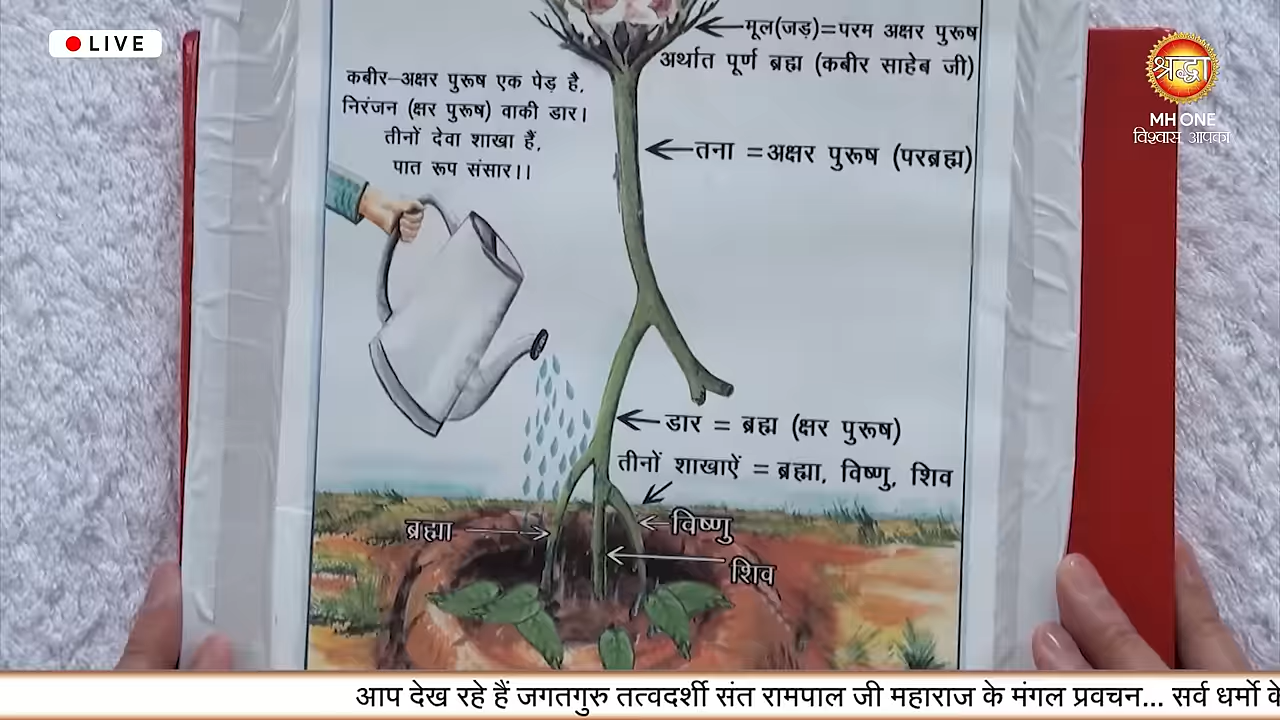 LIVE
मूल(जड़)=परम अक्षर पुरूष
अर्थात पूर्ण ब्रह्म (कबीर साहेब जी)
कबीर–अक्षर पुरूष एक पेड़ है,
निरंजन (क्षर पुरूष) वाकी डार।
तीनों देवा शाखा हैं,
पात रूप संसार।।
तना =अक्षर पुरूष (परब्रह्म)
डार = ब्रह्म (क्षर पुरूष)
तीनों शाखाऐं = ब्रह्मा, विष्णु, शिव
ब्रह्मा
विष्णु
शिव
श्रद्धा
MH ONE
विश्वास आपका
आप देख रहे हैं जगतगुरु तत्वदर्शी संत रामपाल जी महाराज के मंगल प्रवचन... सर्व धर्मो के